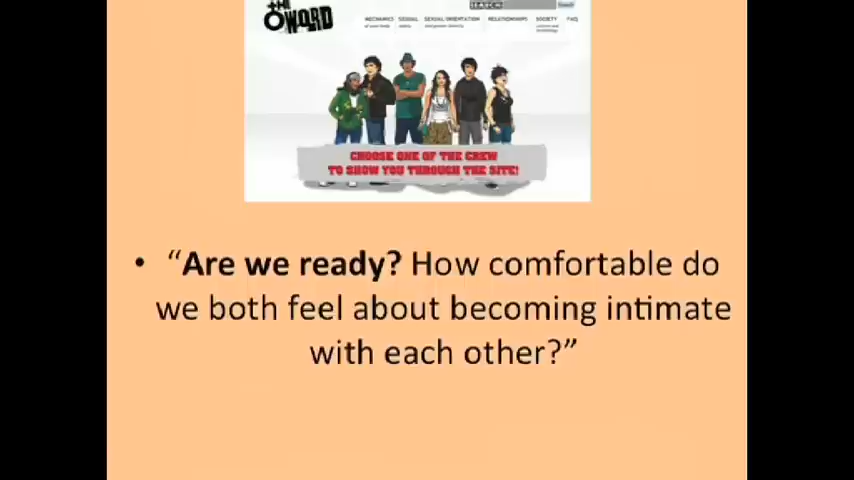 THE WORD
MECHANICS SEXUAL SEXUAL ORIENTATION RELATIONSHIPS SOCIETY FAQ
CHOOSE ONE OF THE CREW
TO SHOW YOU THROUGH THE SITE!
• “Are we ready? How comfortable do
we both feel about becoming intimate
with each other?”